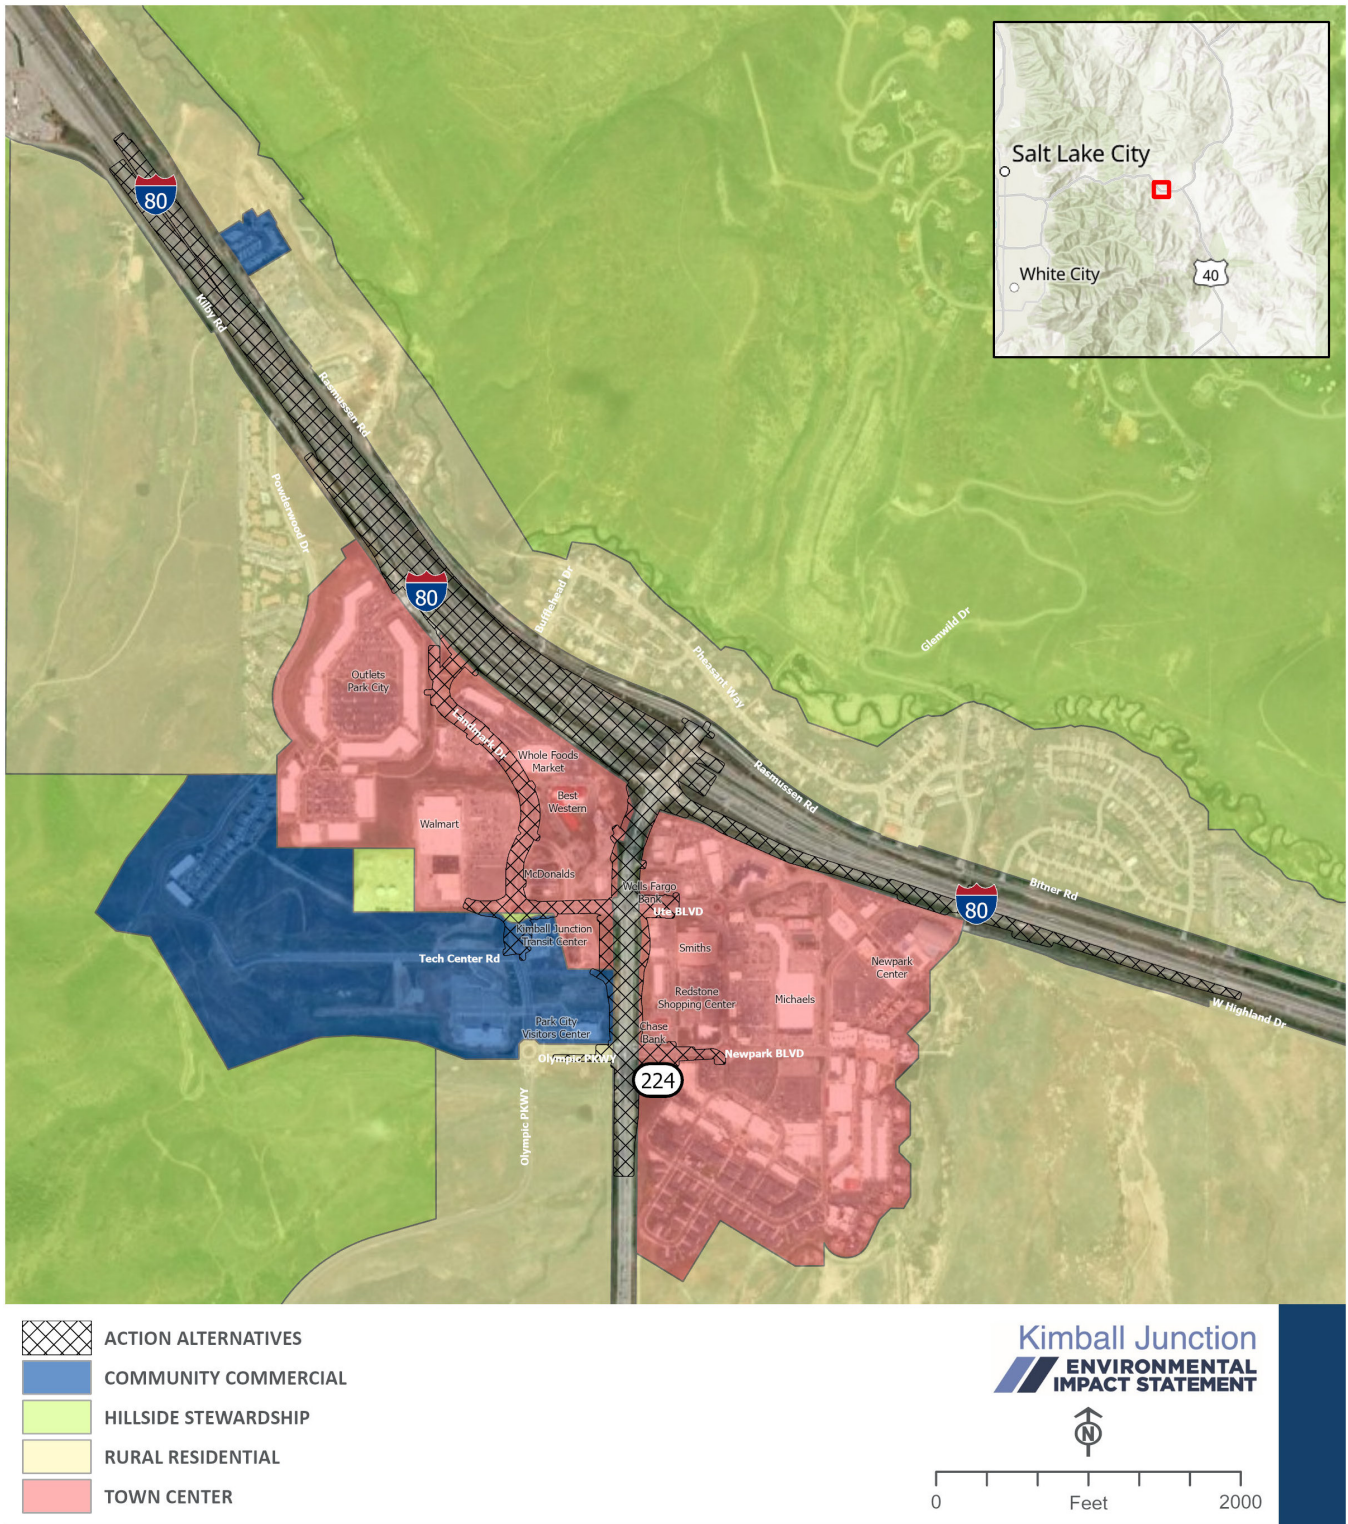 Salt Lake City
White City
40
80
Kilby Rd
Rasmussen Rd
Powderwood Dr
80
Bufflehead Dr
Pheasant Way
Glenwild Dr
Outlets
Park City
Landmark Dr
Whole Foods
Market
Best
Western
Rasmussen Rd
Walmart
McDonalds
Wells Fargo
Bank
Ute BLVD
Bitner Rd
80
Kimball Junction
Transit Center
Tech Center Rd
Smiths
Newpark
Center
Redstone
Shopping Center
Michaels
W Highland Dr
Park City
Visitors Center
Chase
Bank
Olympic PKWY
Newpark BLVD
224
Olympic PKWY
ACTION ALTERNATIVES
COMMUNITY COMMERCIAL
HILLSIDE STEWARDSHIP
RURAL RESIDENTIAL
TOWN CENTER
Kimball Junction
ENVIRONMENTAL
IMPACT STATEMENT
N
0 Feet 2000